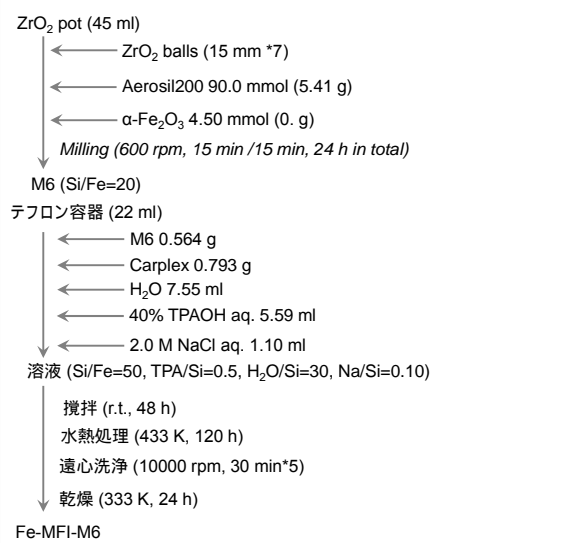 ZrO₂ pot (45 ml)
ZrO₂ balls (15 mm *7)
Aerosil200 90.0 mmol (5.41 g)
α-Fe₂O₃ 4.50 mmol (0. g)
Milling (600 rpm, 15 min /15 min, 24 h in total)
M6 (Si/Fe=20)
テフロン容器 (22 ml)
M6 0.564 g
Carplex 0.793 g
H₂O 7.55 ml
40% TPAOH aq. 5.59 ml
2.0 M NaCl aq. 1.10 ml
溶液 (Si/Fe=50, TPA/Si=0.5, H₂O/Si=30, Na/Si=0.10)
撹拌 (r.t., 48 h)
水熱処理 (433 K, 120 h)
遠心洗浄 (10000 rpm, 30 min*5)
乾燥 (333 K, 24 h)
Fe-MFI-M6